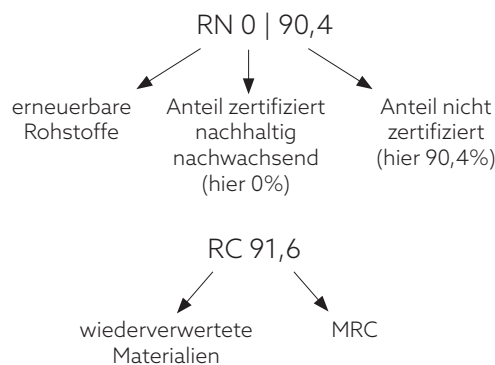 RN 0 | 90,4
erneuerbare
Rohstoffe
Anteil zertifiziert
nachhaltig
nachwachsend
(hier 0%)
Anteil nicht
zertifiziert
(hier 90,4%)
RC 91,6
wiederverwertete
Materialien
MRC